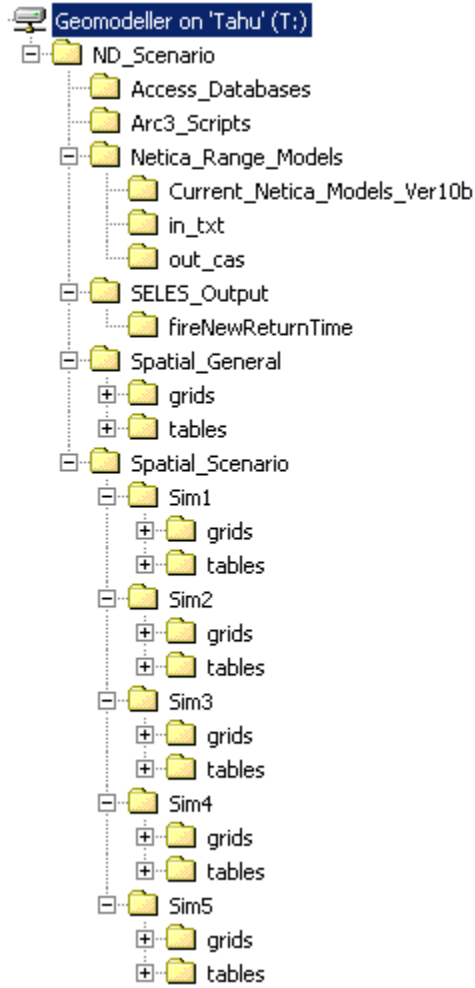 Geomodeller on 'Tahu' (T:)
ND_Scenario
Access_Databases
Arc3_Scripts
Netica_Range_Models
Current_Netica_Models_Ver10b
in_txt
out_cas
SELES_Output
fireNewReturnTime
Spatial_General
grids
tables
Spatial_Scenario
Sim1
grids
tables
Sim2
grids
tables
Sim3
grids
tables
Sim4
grids
tables
Sim5
grids
tables